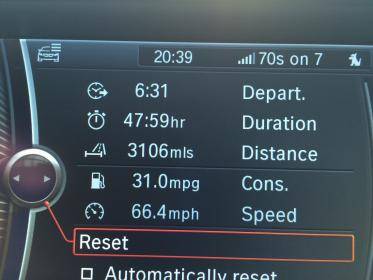 20:39 70s on 7
6:31 Depart.
47:59hr Duration
3106mls Distance
31.0mpg Cons.
66.4mph Speed
Reset
Automatically reset